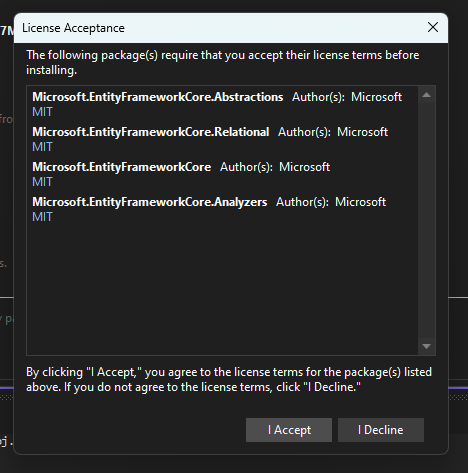 License Acceptance
The following package(s) require that you accept their license terms before
installing.
Microsoft.EntityFrameworkCore.Abstractions Author(s): Microsoft
MIT
Microsoft.EntityFrameworkCore.Relational Author(s): Microsoft
MIT
Microsoft.EntityFrameworkCore Author(s): Microsoft
MIT
Microsoft.EntityFrameworkCore.Analyzers Author(s): Microsoft
MIT
By clicking "I Accept," you agree to the license terms for the package(s) listed
above. If you do not agree to the license terms, click "I Decline."
I Accept I Decline